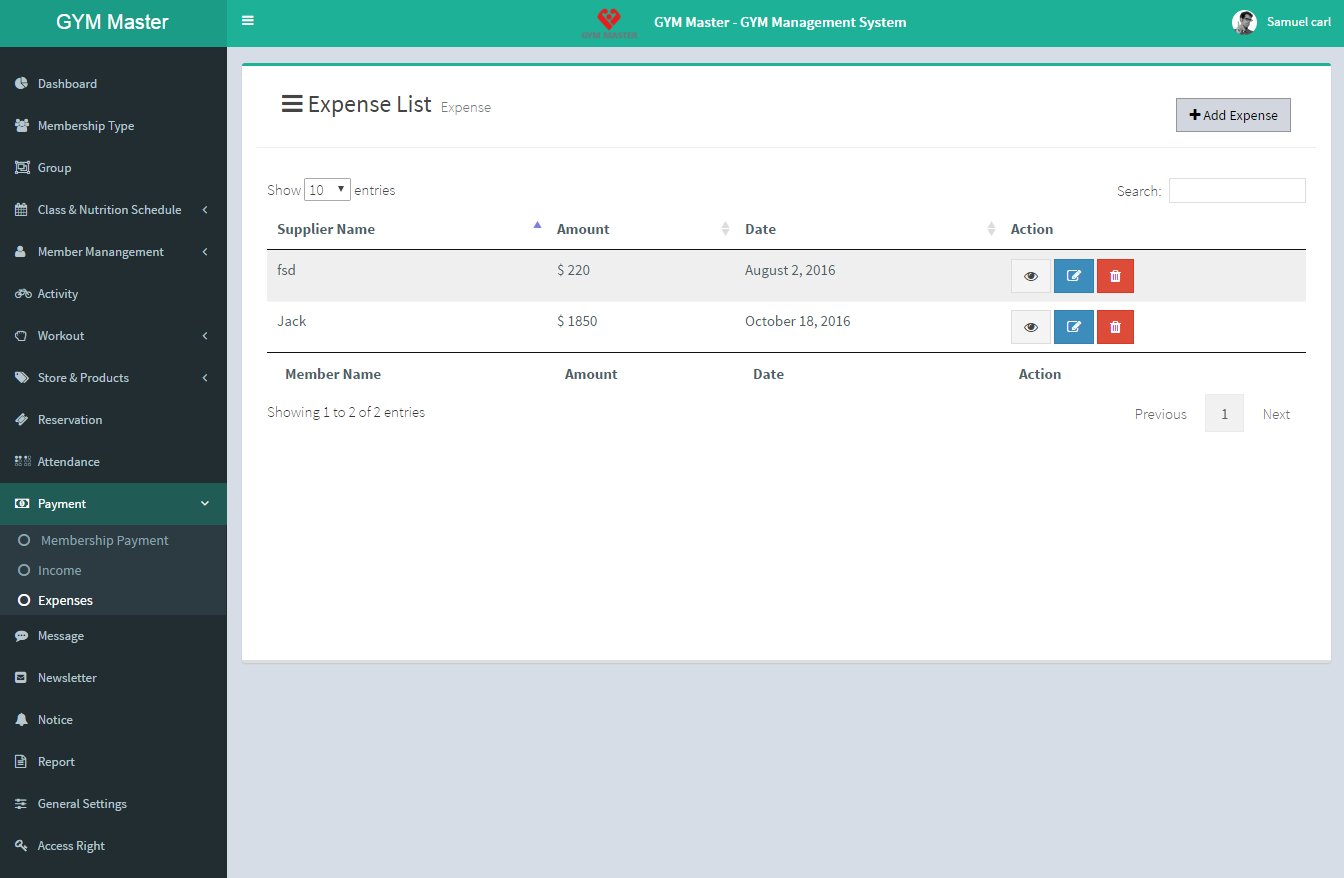 GYM Master
GYM MASTER
GYM Master - GYM Management System
Samuel carl
Dashboard
Membership Type
Group
Class & Nutrition Schedule
Member Manangement
Activity
Workout
Store & Products
Reservation
Attendance
Payment
Membership Payment
Income
Expenses
Message
Newsletter
Notice
Report
General Settings
Access Right
Expense List Expense
Add Expense
Show 10 entries
Search:
Supplier Name Amount Date Action
fsd $ 220 August 2, 2016
Jack $ 1850 October 18, 2016
Member Name Amount Date Action
Showing 1 to 2 of 2 entries
Previous 1 Next